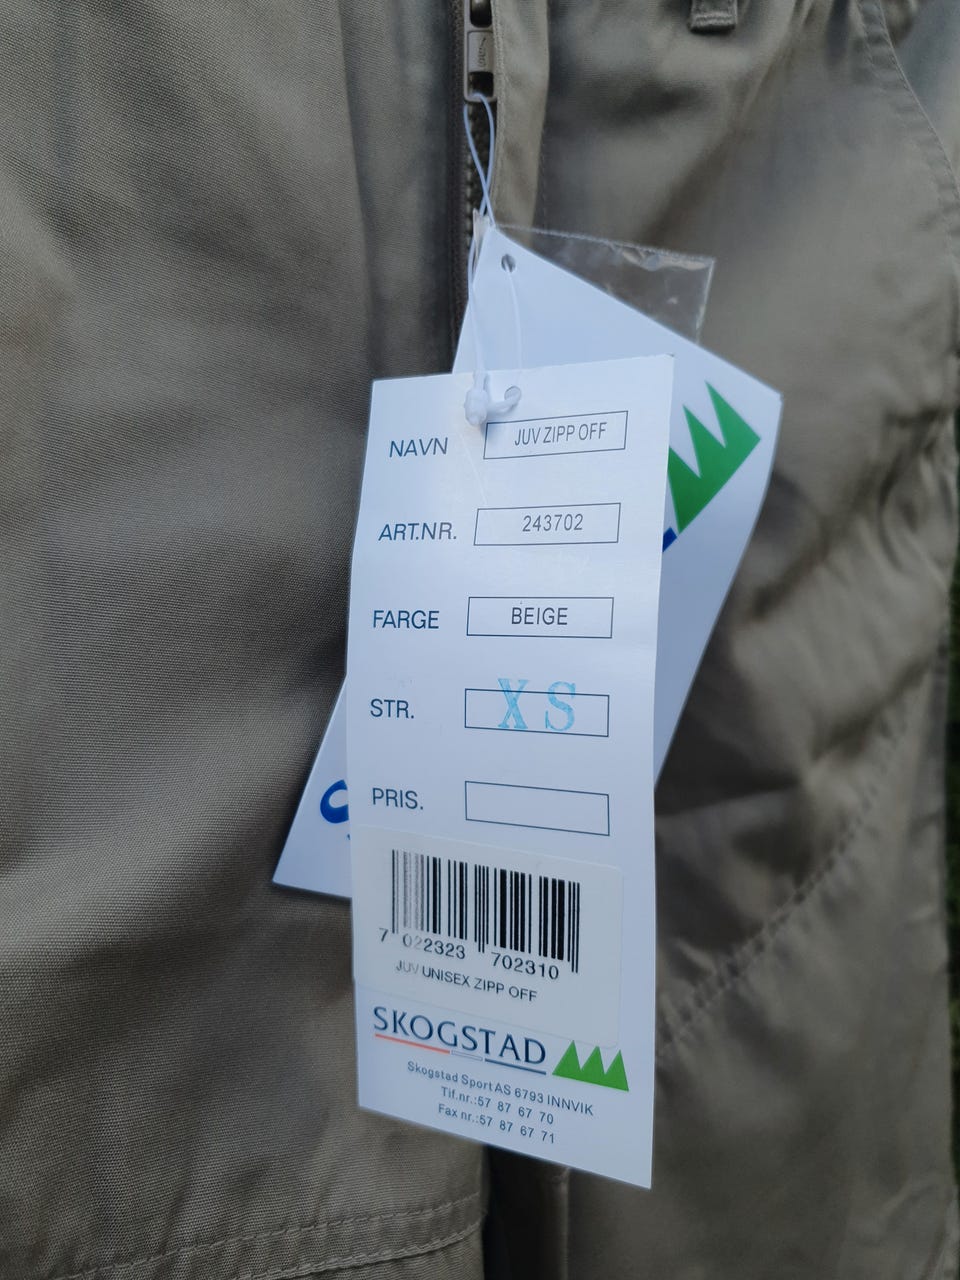 NAVN JUV ZIPP OFF
ART.NR. 243702
FARGE BEIGE
STR. XS
PRIS.
7 022323 702310
JUV UNISEX ZIPP OFF
SKOGSTAD
Skogstad Sport AS 6793 INNVIK
Tlf.nr.:57 87 67 70
Fax nr.:57 87 67 71